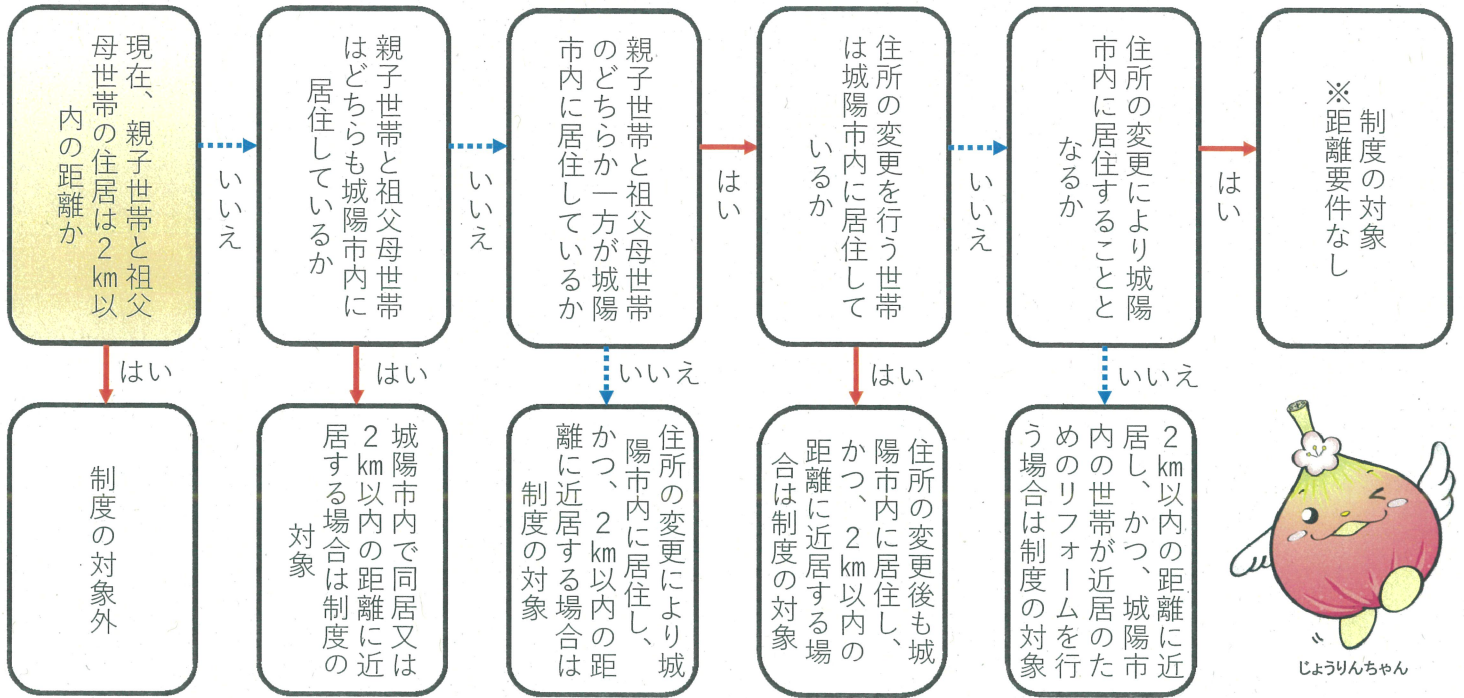 現在、親子世帯と祖父
母世帯の住居は２km以
内の距離か
いいえ
はい
制度の対象外
親子世帯と祖父母世帯
はどちらも城陽市内に
居住しているか
いいえ
はい
城陽市内で同居又は
２km以内の距離に近
居する場合は制度の
対象
親子世帯と祖父母世帯
のどちらか一方が城陽
市内に居住しているか
はい
いいえ
住所の変更により城
陽市内に居住し、
かつ、２km以内の距
離に近居する場合は
制度の対象
住所の変更を行う世帯
は城陽市内に居住して
いるか
いいえ
はい
住所の変更後も城
陽市内に居住し、
かつ、２km以内の
距離に近居する場
合は制度の対象
住所の変更により城陽
市内に居住することと
なるか
はい
いいえ
２km以内の距離に近
居し、かつ、城陽市
内の世帯が近居のた
めのリフォームを行
う場合は制度の対象
制度の対象
※距離要件なし
じょうりんちゃん